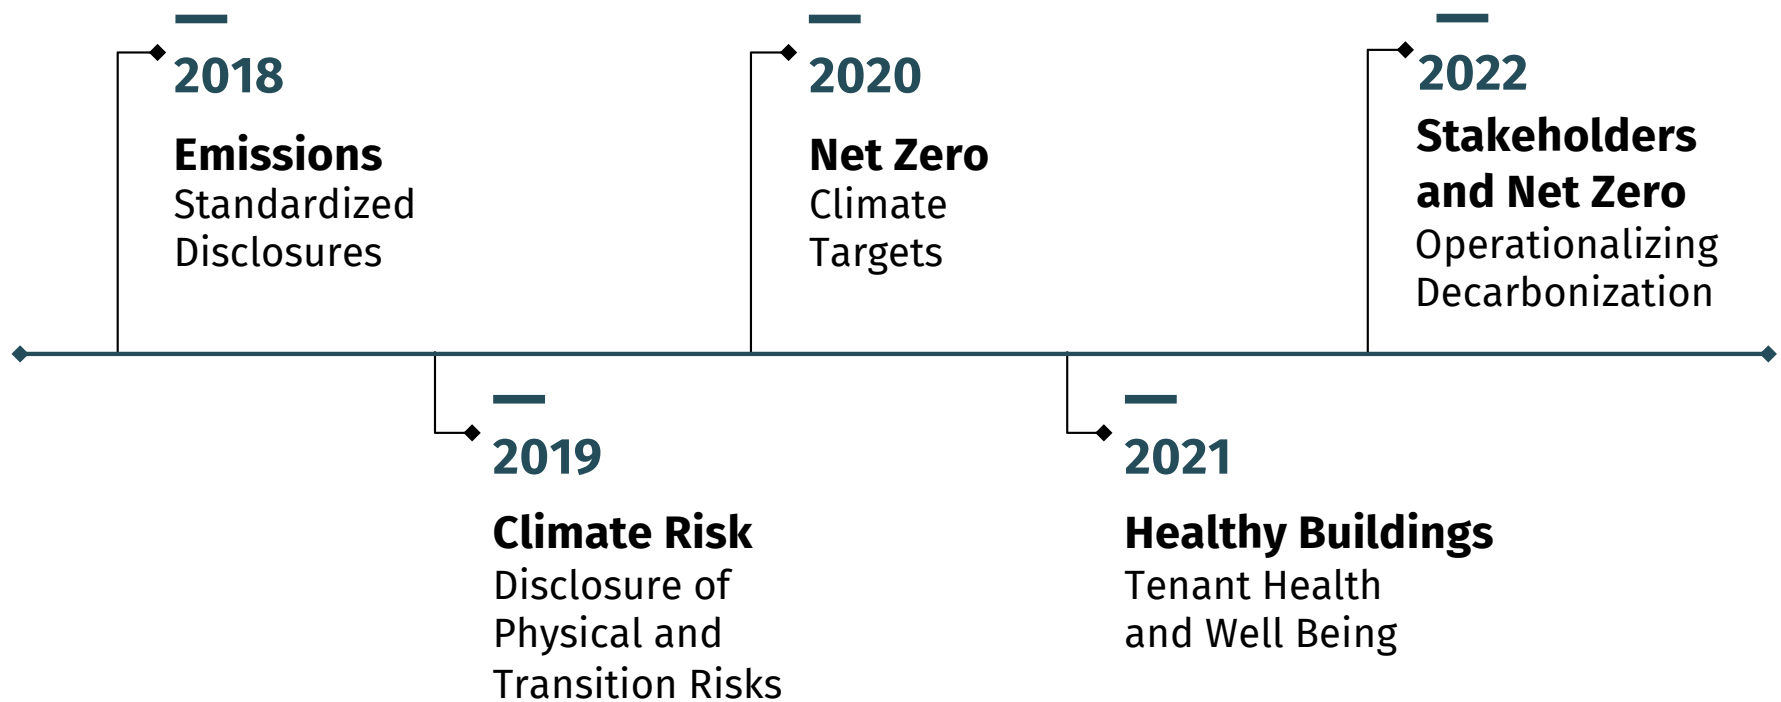 2018
Emissions
Standardized
Disclosures
2019
Climate Risk
Disclosure of
Physical and
Transition Risks
2020
Net Zero
Climate
Targets
2021
Healthy Buildings
Tenant Health
and Well Being
2022
Stakeholders
and Net Zero
Operationalizing
Decarbonization